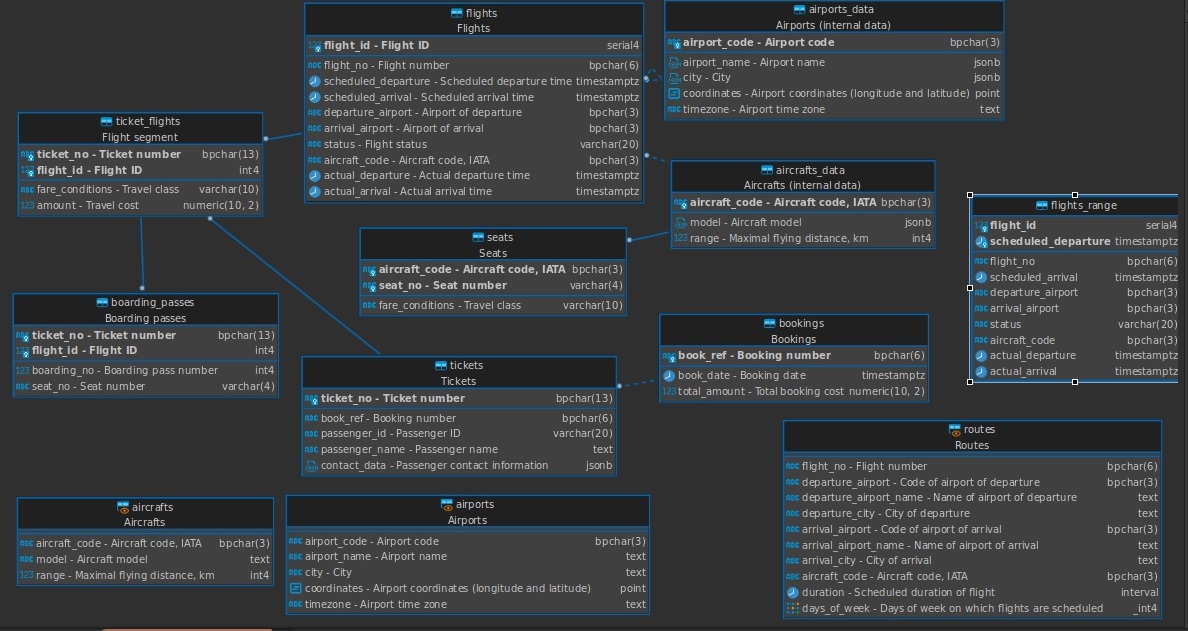 flights
Flights
flight_id - Flight ID serial4
flight_no - Flight number bpchar(6)
scheduled_departure - Scheduled departure time timestamptz
scheduled_arrival - Scheduled arrival time timestamptz
departure_airport - Airport of departure bpchar(3)
arrival_airport - Airport of arrival bpchar(3)
status - Flight status varchar(20)
aircraft_code - Aircraft code, IATA bpchar(3)
actual_departure - Actual departure time timestamptz
actual_arrival - Actual arrival time timestamptz
airports_data
Airports (internal data)
airport_code - Airport code bpchar(3)
airport_name - Airport name jsonb
city - City jsonb
coordinates - Airport coordinates (longitude and latitude) point
timezone - Airport time zone text
ticket_flights
Flight segment
ticket_no - Ticket number bpchar(13)
flight_id - Flight ID int4
fare_conditions - Travel class varchar(10)
amount - Travel cost numeric(10, 2)
aircrafts_data
Aircrafts (internal data)
aircraft_code - Aircraft code, IATA bpchar(3)
model - Aircraft model jsonb
range - Maximal flying distance, km int4
flights_range
flight_id serial4
scheduled_departure timestamptz
flight_no bpchar(6)
scheduled_arrival timestamptz
departure_airport bpchar(3)
arrival_airport bpchar(3)
status varchar(20)
aircraft_code bpchar(3)
actual_departure timestamptz
actual_arrival timestamptz
seats
Seats
aircraft_code - Aircraft code, IATA bpchar(3)
seat_no - Seat number varchar(4)
fare_conditions - Travel class varchar(10)
boarding_passes
Boarding passes
ticket_no - Ticket number bpchar(13)
flight_id - Flight ID int4
boarding_no - Boarding pass number int4
seat_no - Seat number varchar(4)
bookings
Bookings
book_ref - Booking number bpchar(6)
book_date - Booking date timestamptz
total_amount - Total booking cost numeric(10, 2)
tickets
Tickets
ticket_no - Ticket number bpchar(13)
book_ref - Booking number bpchar(6)
passenger_id - Passenger ID varchar(20)
passenger_name - Passenger name text
contact_data - Passenger contact information jsonb
routes
Routes
flight_no - Flight number bpchar(6)
departure_airport - Code of airport of departure bpchar(3)
departure_airport_name - Name of airport of departure text
departure_city - City of departure text
arrival_airport - Code of airport of arrival bpchar(3)
arrival_airport_name - Name of airport of arrival text
arrival_city - City of arrival text
aircraft_code - Aircraft code, IATA bpchar(3)
duration - Scheduled duration of flight interval
days_of_week - Days of week on which flights are scheduled _int4
aircrafts
Aircrafts
aircraft_code - Aircraft code, IATA bpchar(3)
model - Aircraft model text
range - Maximal flying distance, km int4
airports
Airports
airport_code - Airport code bpchar(3)
airport_name - Airport name text
city - City text
coordinates - Airport coordinates (longitude and latitude) point
timezone - Airport time zone text